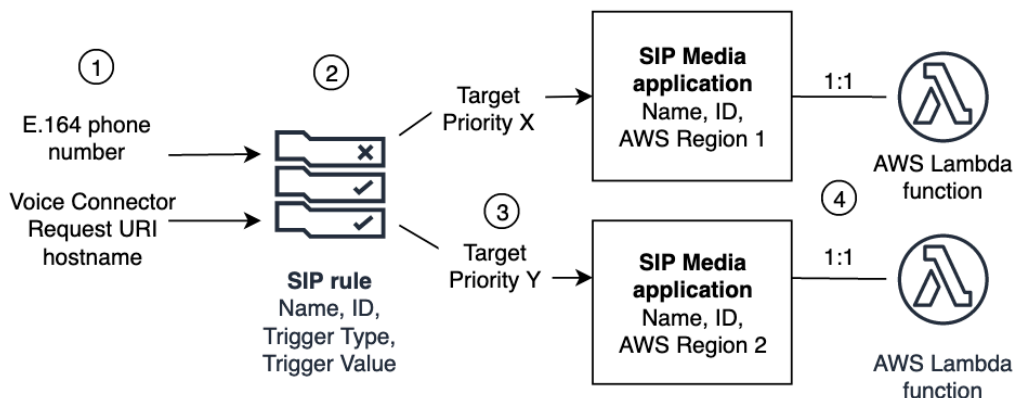 1
E.164 phone
number
Voice Connector
Request URI
hostname
2
SIP rule
Name, ID,
Trigger Type,
Trigger Value
Target
Priority X
3
Target
Priority Y
SIP Media
application
Name, ID,
AWS Region 1
SIP Media
application
Name, ID,
AWS Region 2
1:1
AWS Lambda
function
4
1:1
AWS Lambda
function